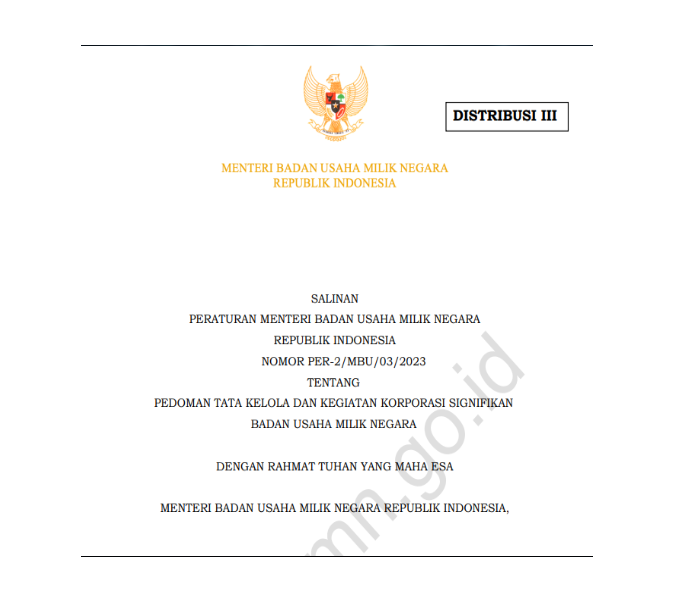 DISTRIBUSI III
MENTERI BADAN USAHA MILIK NEGARA
REPUBLIK INDONESIA
SALINAN
PERATURAN MENTERI BADAN USAHA MILIK NEGARA
REPUBLIK INDONESIA
NOMOR PER-2/MBU/03/2023
TENTANG
PEDOMAN TATA KELOLA DAN KEGIATAN KORPORASI SIGNIFIKAN
BADAN USAHA MILIK NEGARA
DENGAN RAHMAT TUHAN YANG MAHA ESA
MENTERI BADAN USAHA MILIK NEGARA REPUBLIK INDONESIA,
mn.go.id